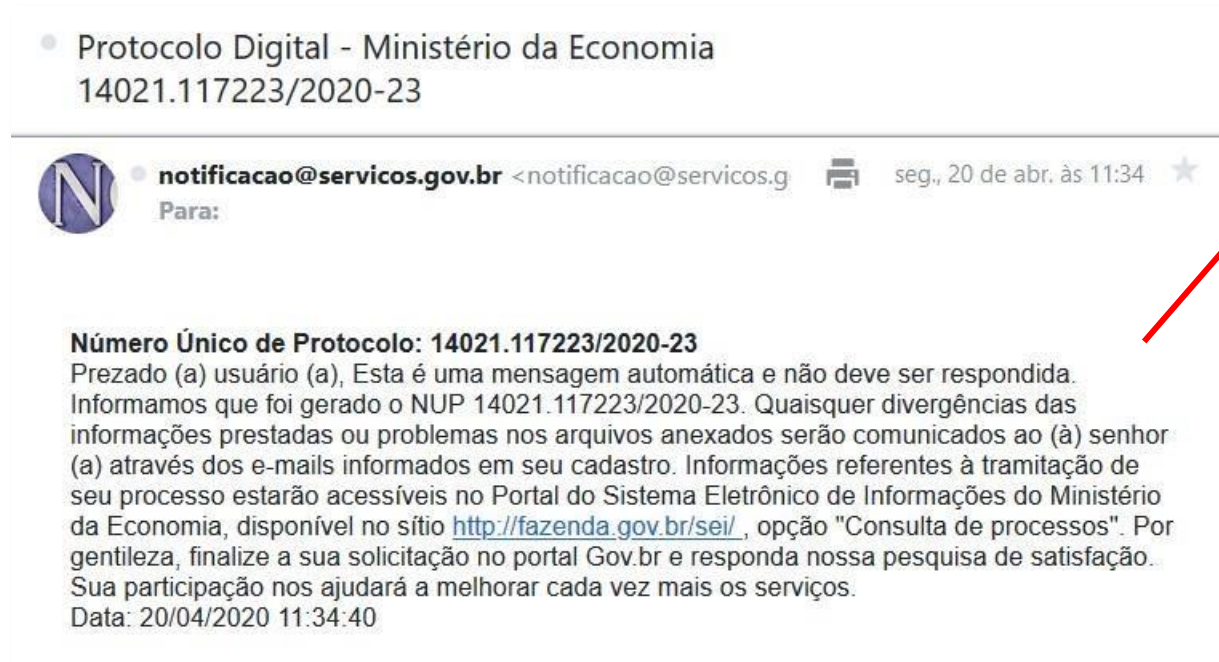 Protocolo Digital - Ministério da Economia
14021.117223/2020-23
N
notificacao@servicos.gov.br <notificacao@servicos.g
seg., 20 de abr. às 11:34
Para:
Número Único de Protocolo: 14021.117223/2020-23
Prezado (a) usuário (a), Esta é uma mensagem automática e não deve ser respondida.
Informamos que foi gerado o NUP 14021.117223/2020-23. Quaisquer divergências das
informações prestadas ou problemas nos arquivos anexados serão comunicados ao (à) senhor
(a) através dos e-mails informados em seu cadastro. Informações referentes à tramitação de
seu processo estarão acessíveis no Portal do Sistema Eletrônico de Informações do Ministério
da Economia, disponível no sítio http://fazenda.gov.br/sei/ , opção "Consulta de processos". Por
gentileza, finalize a sua solicitação no portal Gov.br e responda nossa pesquisa de satisfação.
Sua participação nos ajudará a melhorar cada vez mais os serviços.
Data: 20/04/2020 11:34:40